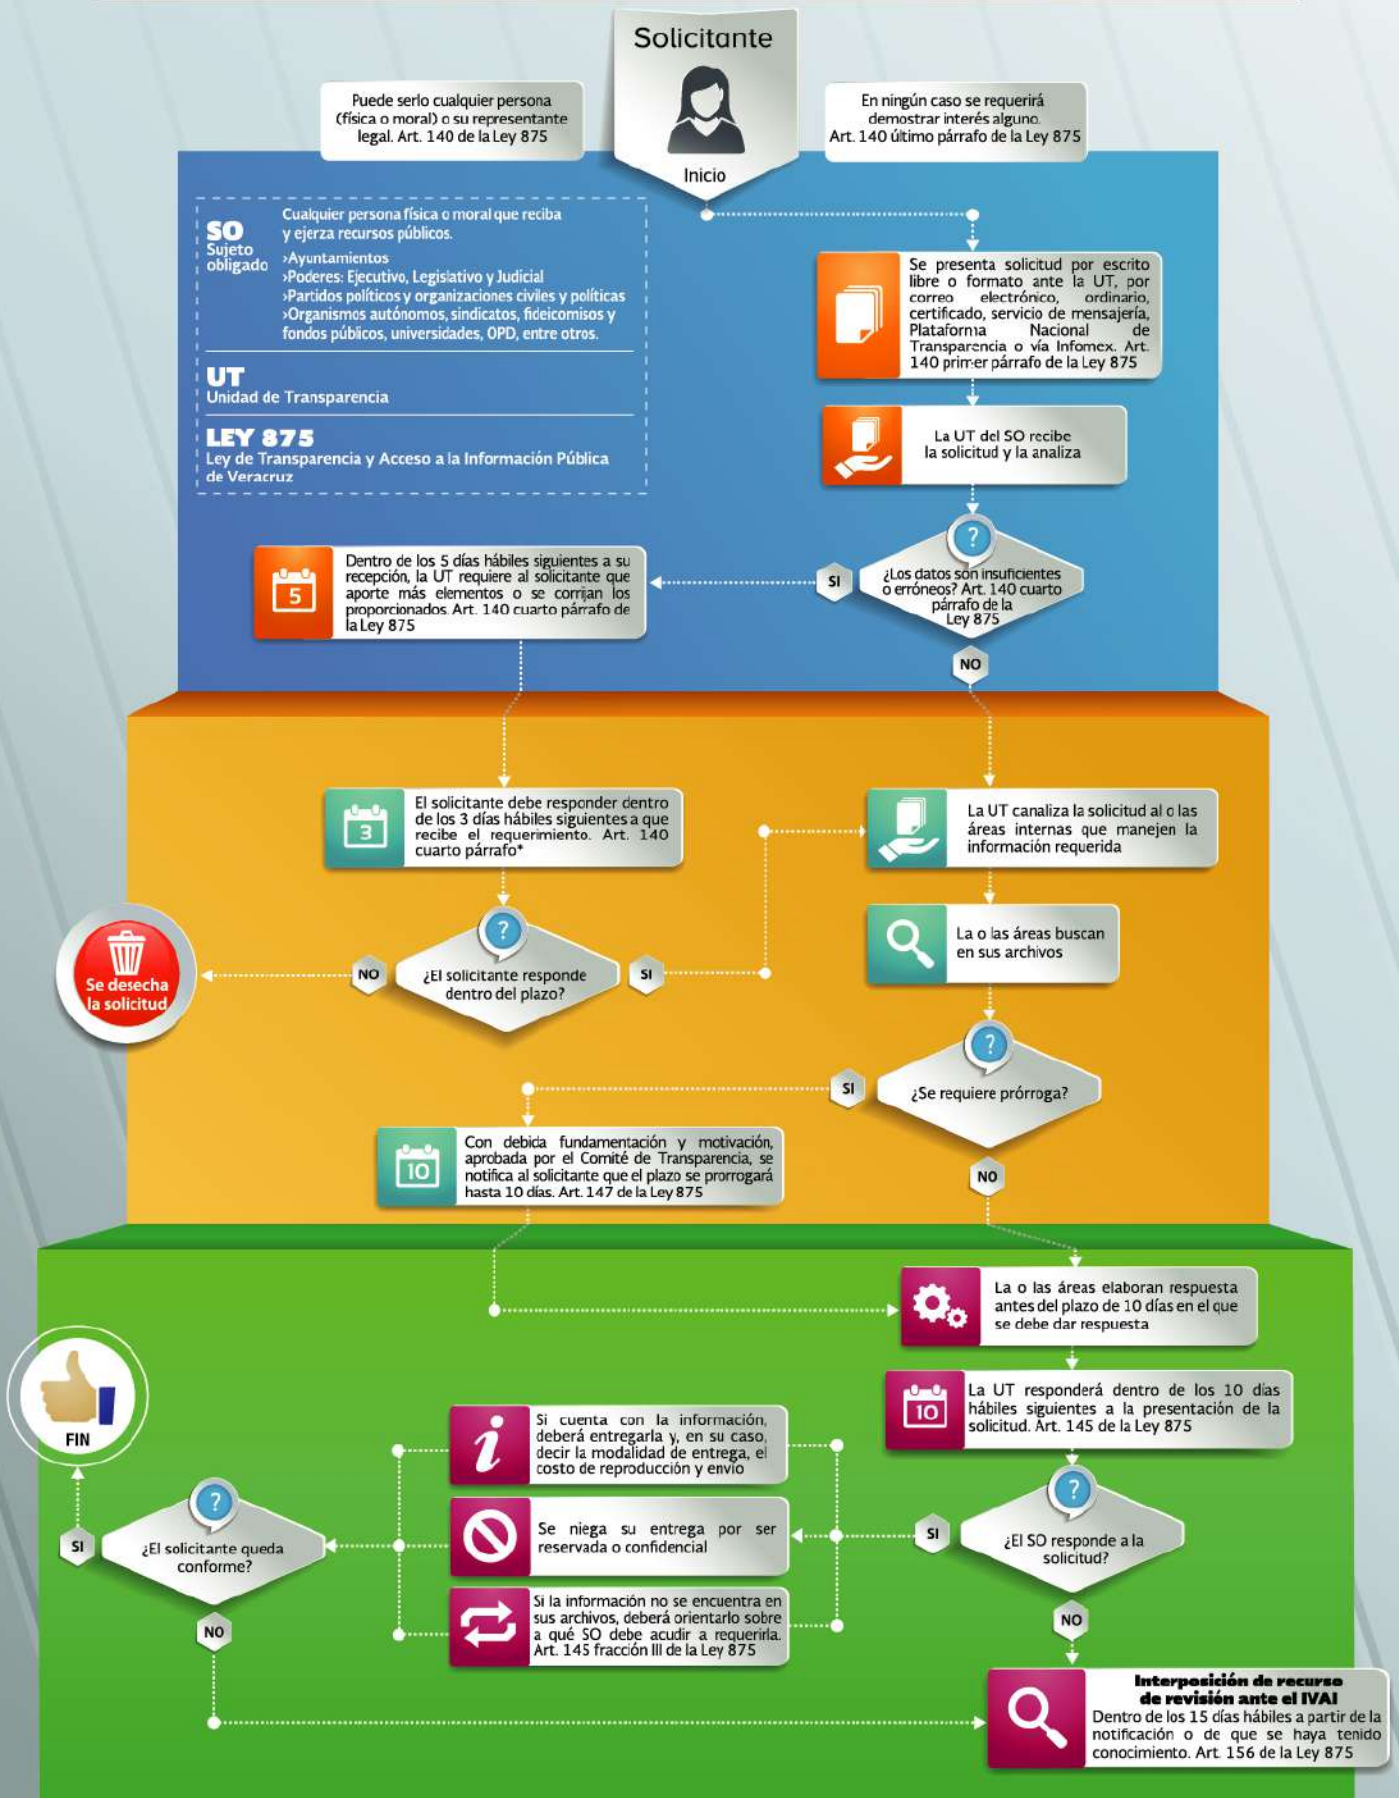 Solicitante
Puede serlo cualquier persona
(física o moral) o su representante
legal. Art. 140 de la Ley 875
En ningún caso se requerirá
demostrar interés alguno.
Art. 140 último párrafo de la Ley 875
Inicio
SO
Sujeto
obligado
Cualquier persona física o moral que reciba
y ejerza recursos públicos.
›Ayuntamientos
›Poderes: Ejecutivo, Legislativo y Judicial
›Partidos políticos y organizaciones civiles y políticas
›Organismos autónomos, sindicatos, fideicomisos y
fondos públicos, universidades, OPD, entre otros.
UT
Unidad de Transparencia
LEY 875
Ley de Transparencia y Acceso a la Información Pública
de Veracruz
Se presenta solicitud por escrito
libre o formato ante la UT, por
correo electrónico, ordinario,
certificado, servicio de mensajería,
Plataforma Nacional de
Transparencia o vía Infomex. Art.
140 primer párrafo de la Ley 875
La UT del SO recibe
la solicitud y la analiza
?
¿Los datos son insuficientes
o erróneos? Art. 140 cuarto
párrafo de la
Ley 875
SI
NO
5
Dentro de los 5 días hábiles siguientes a su
recepción, la UT requiere al solicitante que
aporte más elementos o se corrijan los
proporcionados. Art. 140 cuarto párrafo de
la Ley 875
3
El solicitante debe responder dentro
de los 3 días hábiles siguientes a que
recibe el requerimiento. Art. 140
cuarto párrafo*
La UT canaliza la solicitud al o las
áreas internas que manejen la
información requerida
?
¿El solicitante responde
dentro del plazo?
NO
SI
Se desecha
la solicitud
La o las áreas buscan
en sus archivos
?
¿Se requiere prórroga?
SI
NO
10
Con debida fundamentación y motivación,
aprobada por el Comité de Transparencia, se
notifica al solicitante que el plazo se prorrogará
hasta 10 días. Art. 147 de la Ley 875
La o las áreas elaboran respuesta
antes del plazo de 10 días en el que
se debe dar respuesta
10
La UT responderá dentro de los 10 días
hábiles siguientes a la presentación de la
solicitud. Art. 145 de la Ley 875
?
¿El SO responde a la
solicitud?
SI
NO
i
Si cuenta con la información,
deberá entregarla y, en su caso,
decir la modalidad de entrega, el
costo de reproducción y envío
Se niega su entrega por ser
reservada o confidencial
Si la información no se encuentra en
sus archivos, deberá orientarlo sobre
a qué SO debe acudir a requerirla.
Art. 145 fracción III de la Ley 875
?
¿El solicitante queda
conforme?
SI
NO
FIN
Interposición de recurso
de revisión ante el IVAI
Dentro de los 15 días hábiles a partir de la
notificación o de que se haya tenido
conocimiento. Art. 156 de la Ley 875